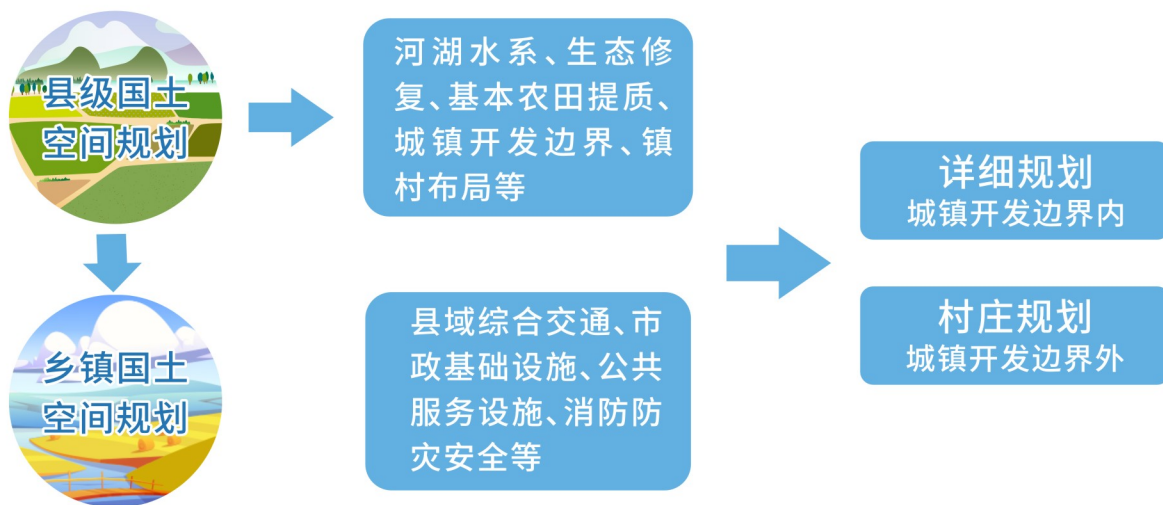 县级国土
空间规划
河湖水系、生态修
复、基本农田提质、
城镇开发边界、镇
村布局等
乡镇国土
空间规划
县域综合交通、市
政基础设施、公共
服务设施、消防防
灾安全等
详细规划
城镇开发边界内
村庄规划
城镇开发边界外